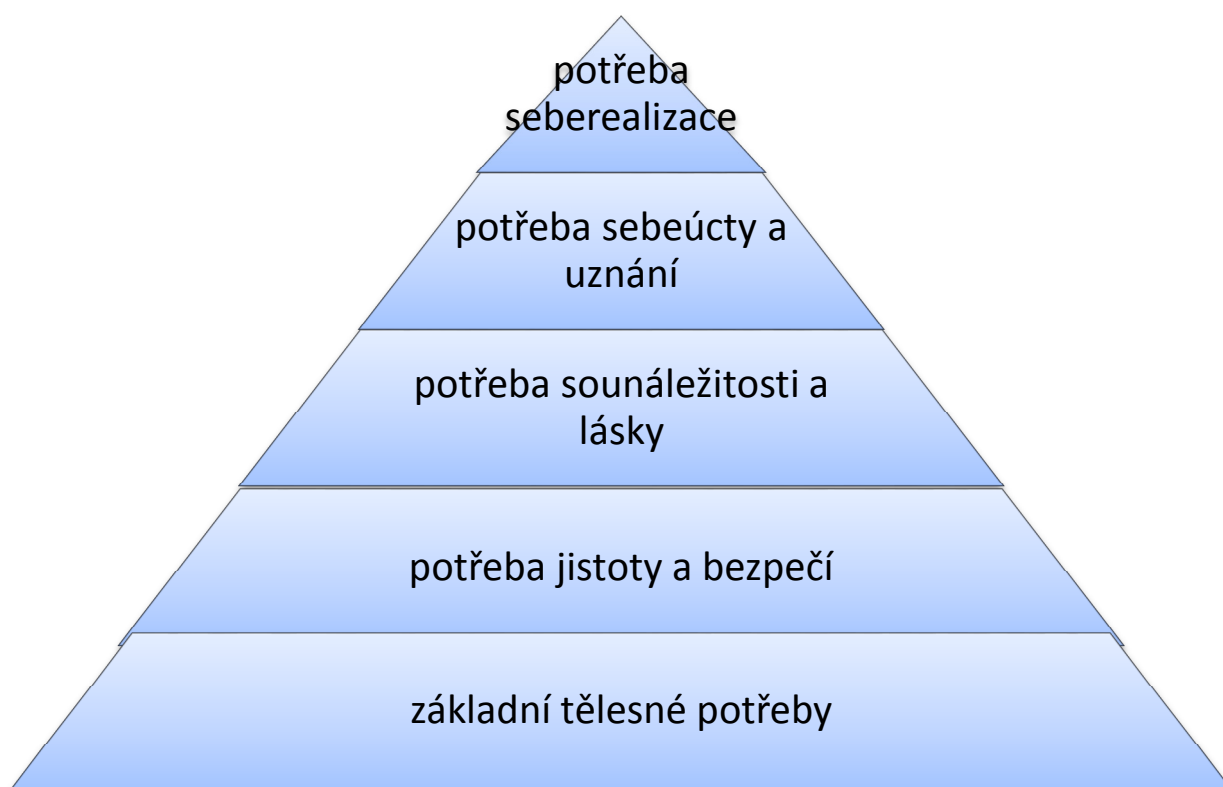 potřeba
seberealizace
potřeba sebeúcty a
uznání
potřeba sounáležitosti a
lásky
potřeba jistoty a bezpečí
základní tělesné potřeby